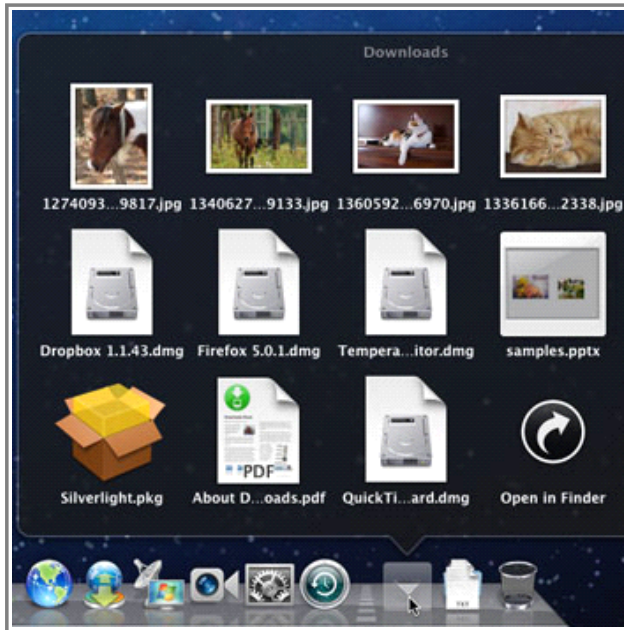 Downloads
1274093...9817.jpg 1340627...9133.jpg 1360592...6970.jpg 1336166...2338.jpg
Dropbox 1.1.43.dmg Firefox 5.0.1.dmg Tempera...itor.dmg samples.pptx
PDF
Silverlight.pkg About D...oads.pdf QuickTi...ard.dmg Open in Finder
TXT